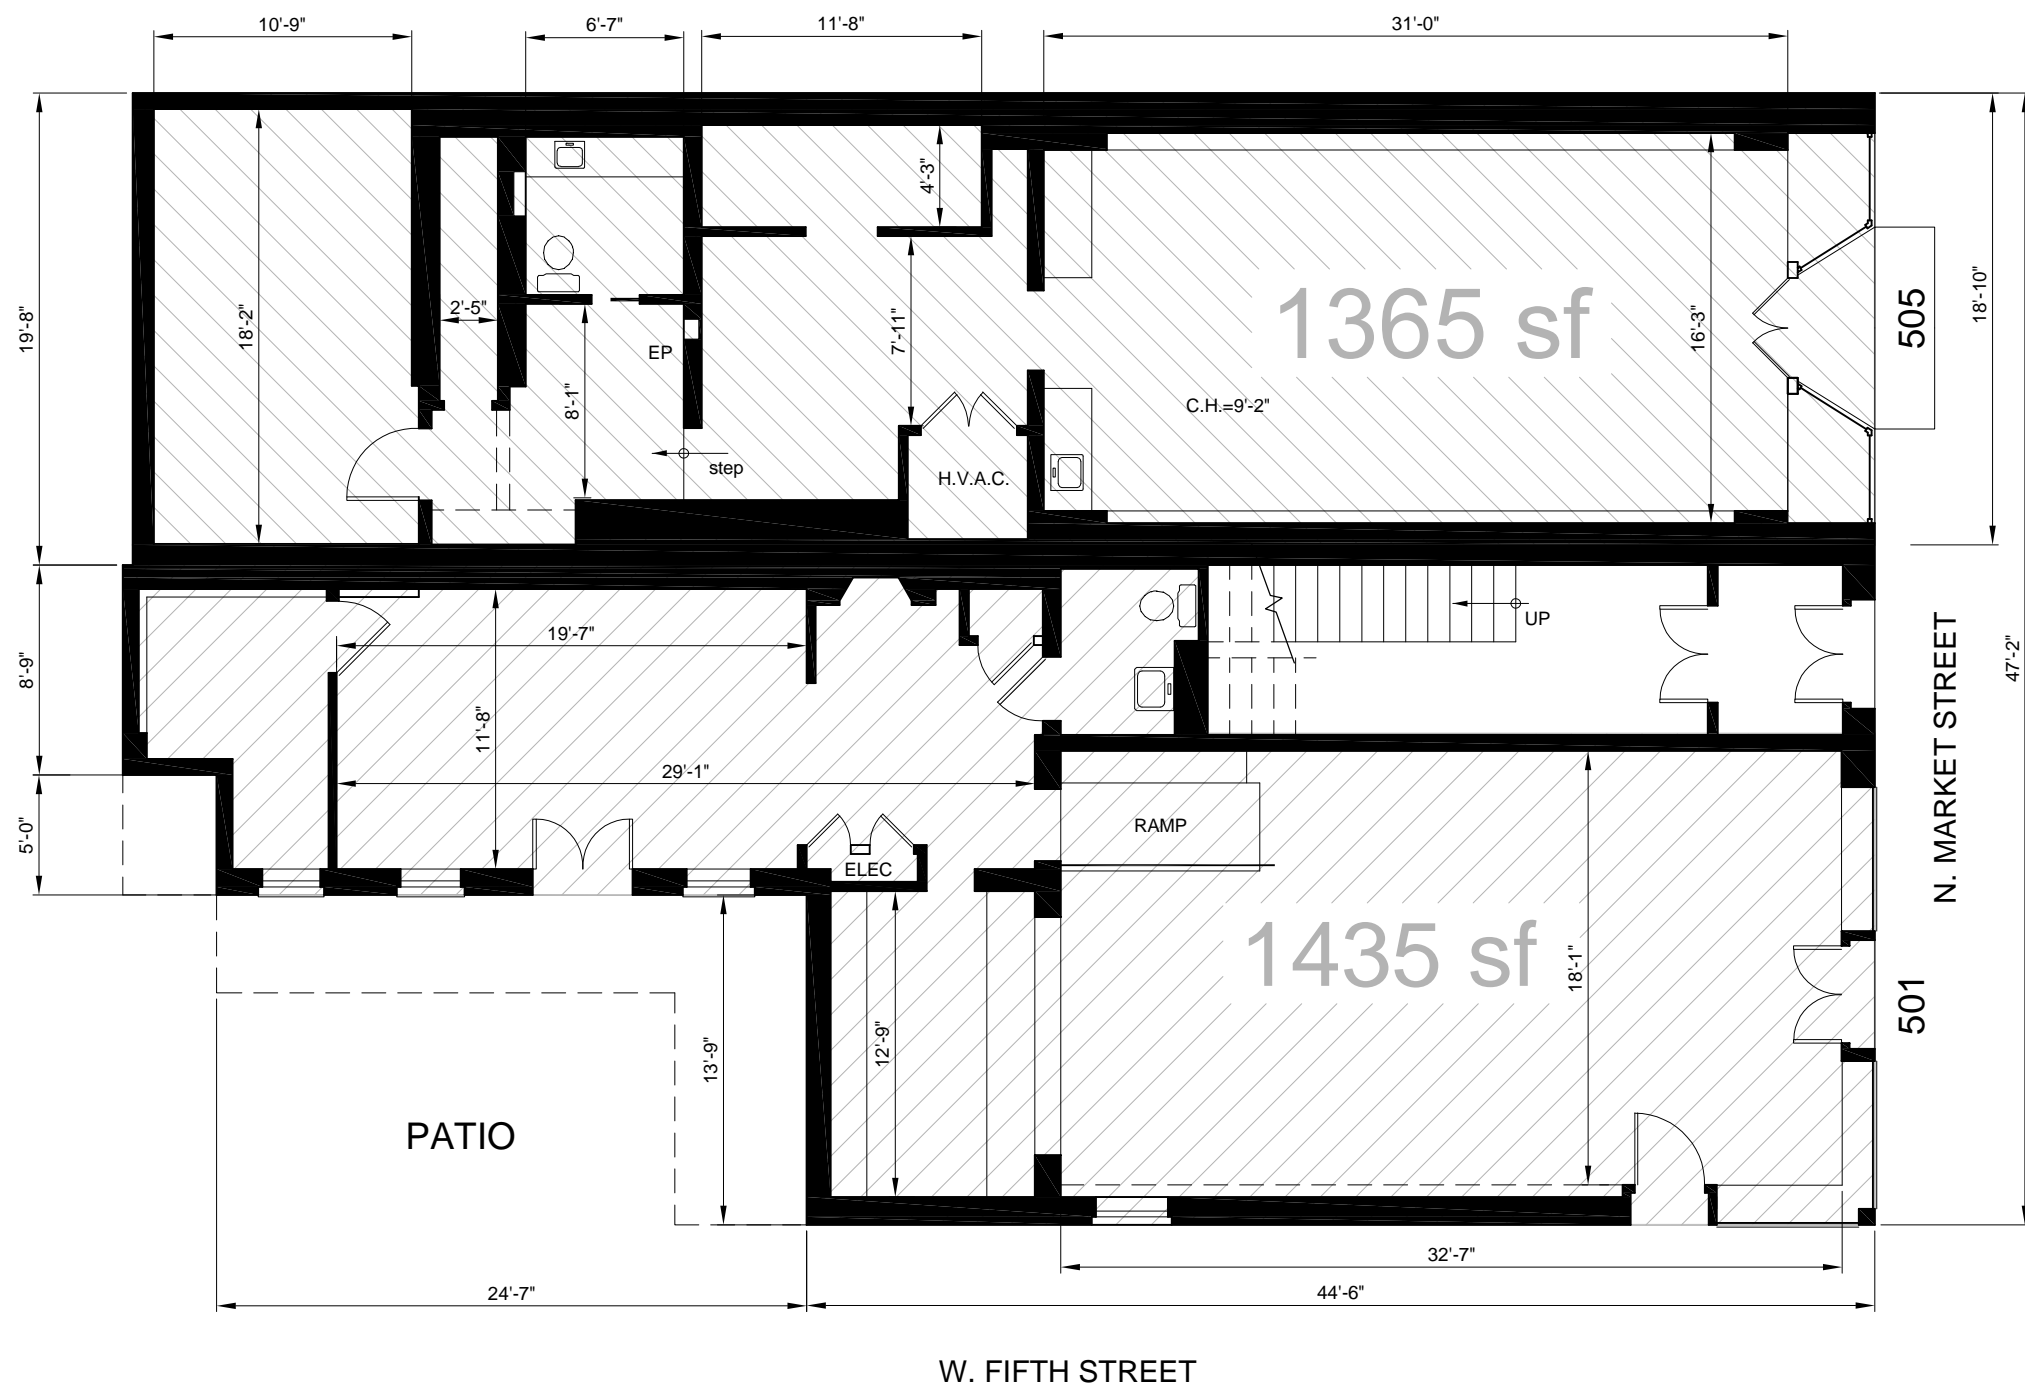 10'-9"
6'-7"
11'-8"
31'-0"
19'-8"
18'-2"
2'-5"
8'-1"
EP
step
4'-3"
7'-11"
H.V.A.C.
1365 sf
C.H.=9'-2"
16'-3"
505
18'-10"
47'-2"
8'-9"
5'-0"
19'-7"
11'-8"
29'-1"
ELEC
UP
RAMP
N. MARKET STREET
1435 sf
18'-1"
501
12'-9"
13'-9"
PATIO
32'-7"
24'-7"
44'-6"
W. FIFTH STREET